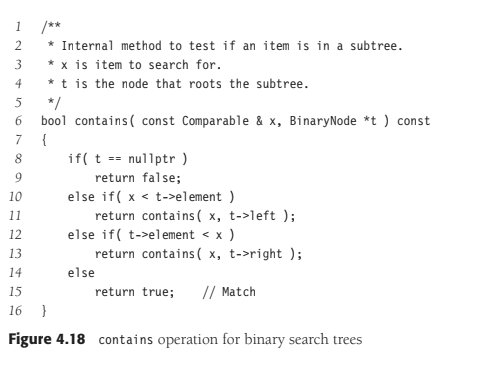 1 /**
2 * Internal method to test if an item is in a subtree.
3 * x is item to search for.
4 * t is the node that roots the subtree.
5 */
6 bool contains( const Comparable & x, BinaryNode *t ) const
7 {
8 if( t == nullptr )
9 return false;
10 else if( x < t->element )
11 return contains( x, t->left );
12 else if( t->element < x )
13 return contains( x, t->right );
14 else
15 return true; // Match
16 }
Figure 4.18 contains operation for binary search trees